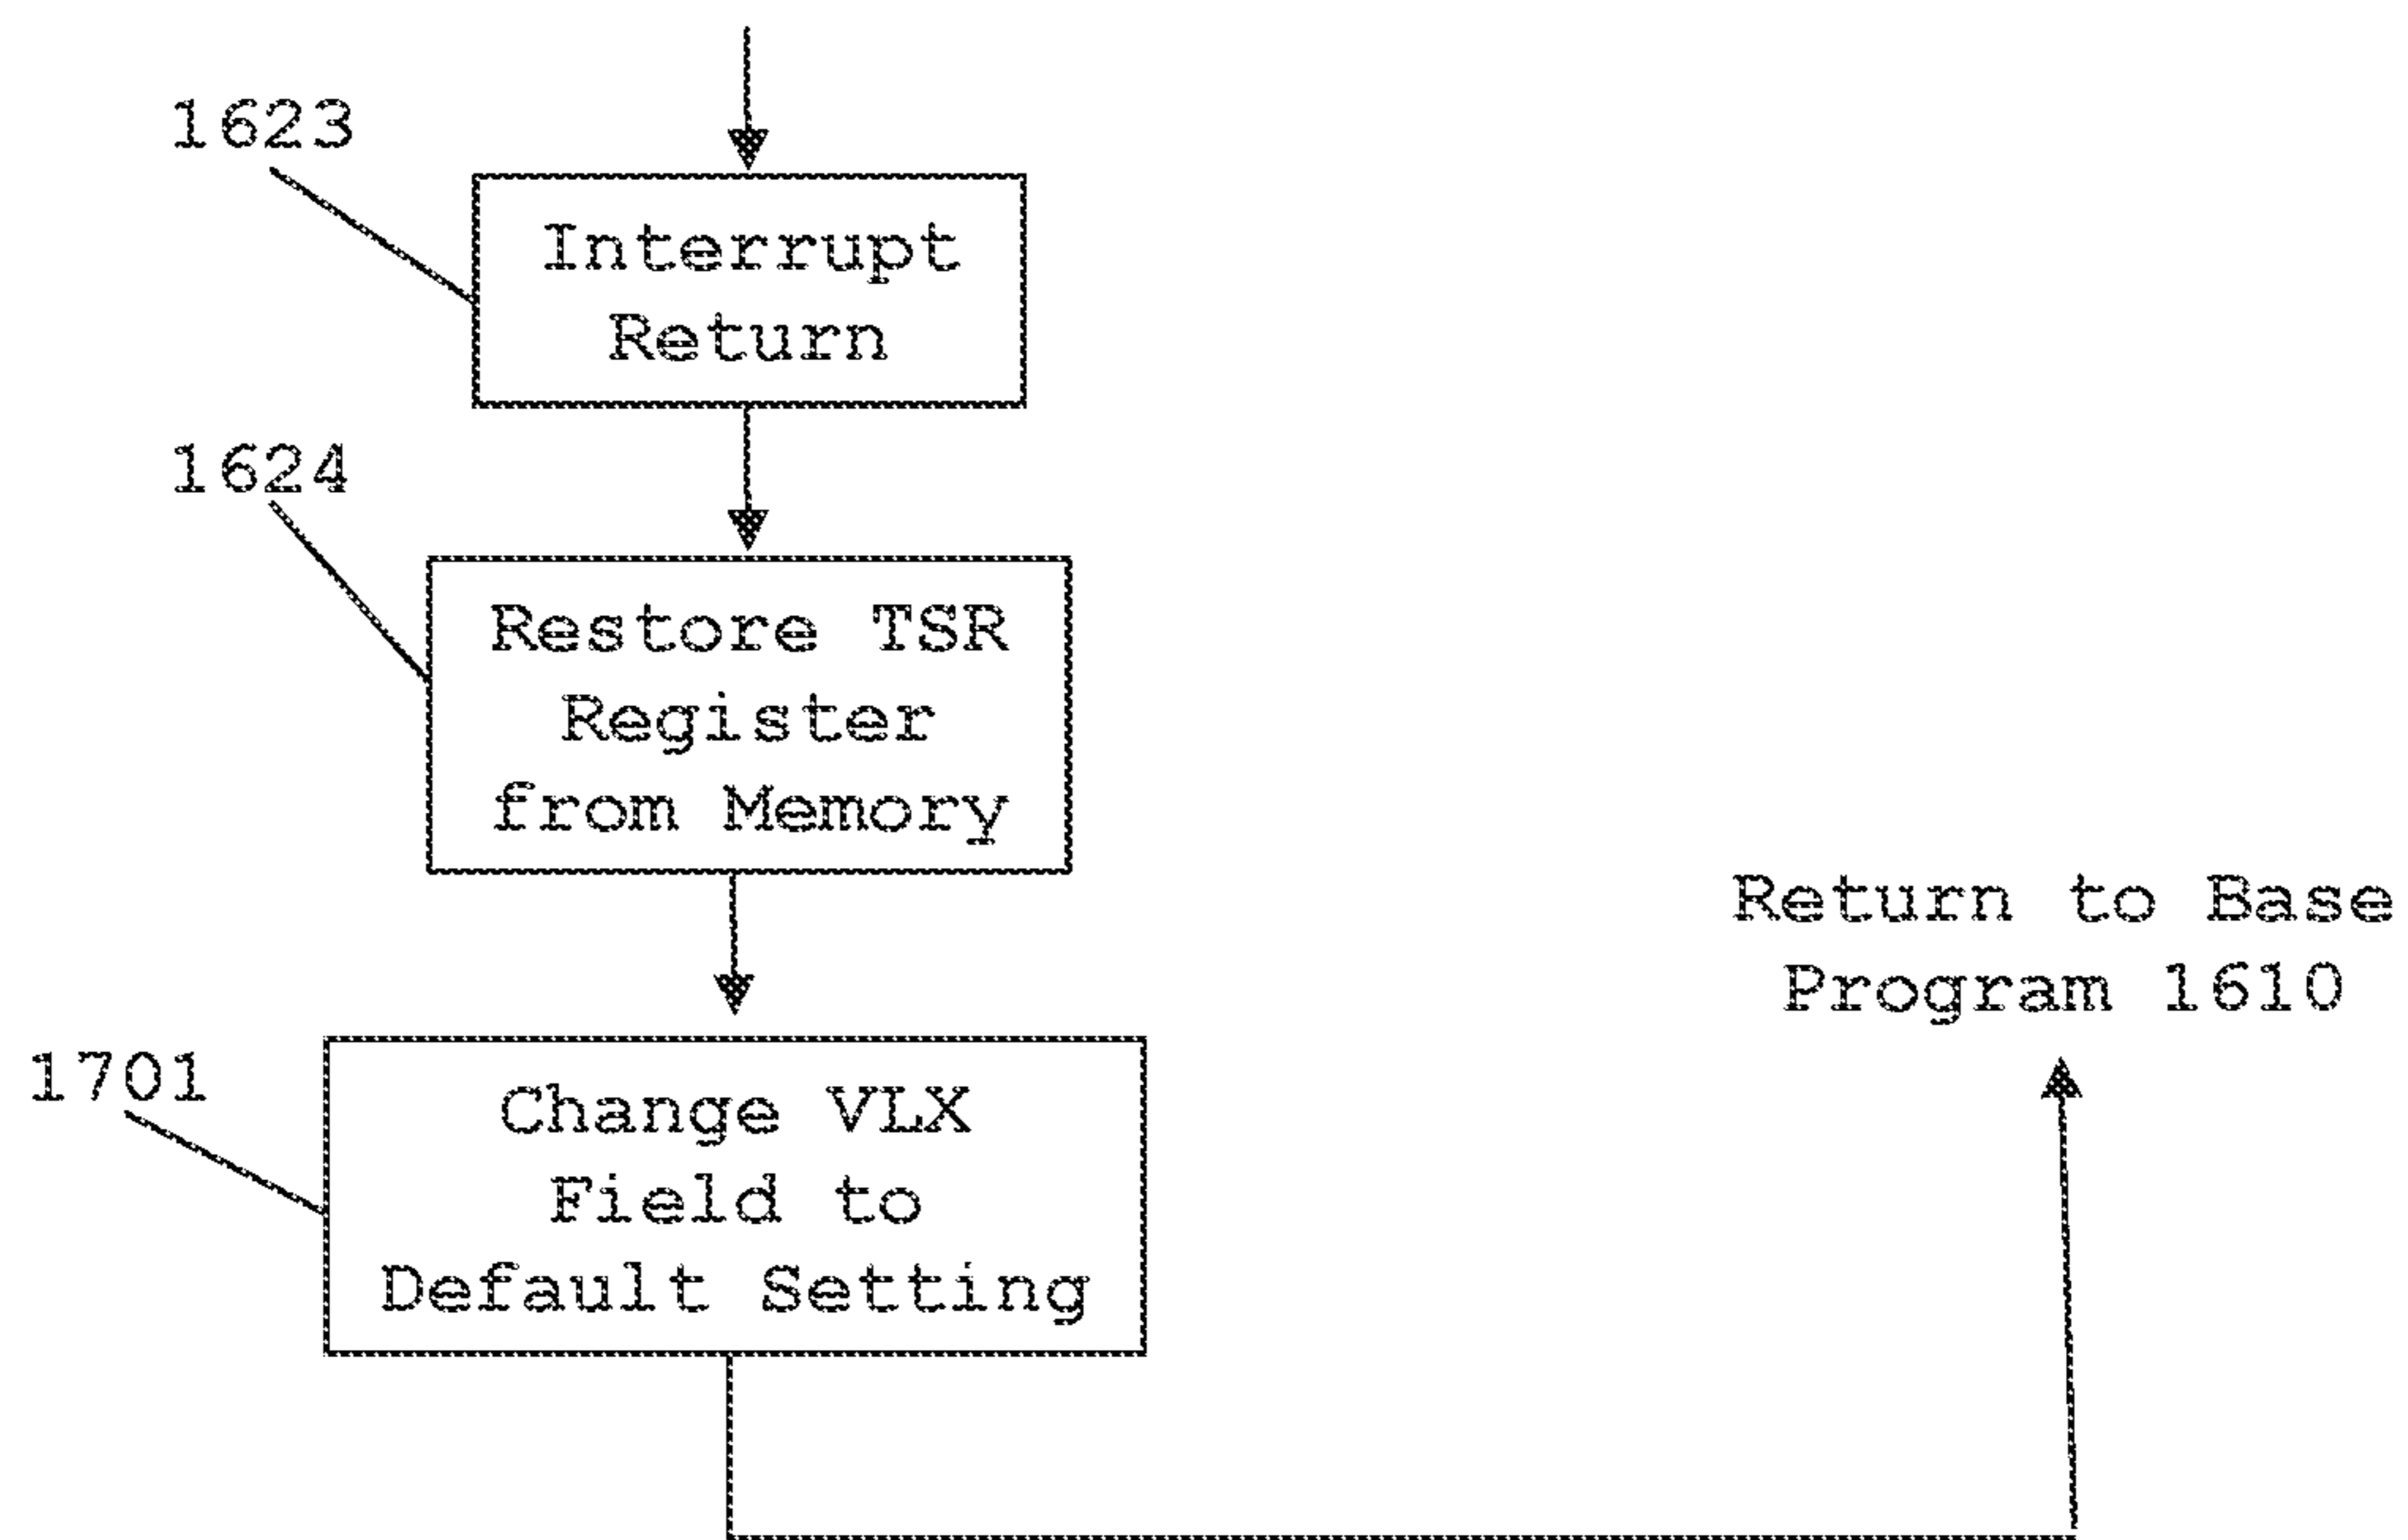 1623
Interrupt
Return
1624
Restore TSR
Register
from Memory
Return to Base
Program 1610
1701
Change VLX
Field to
Default Setting